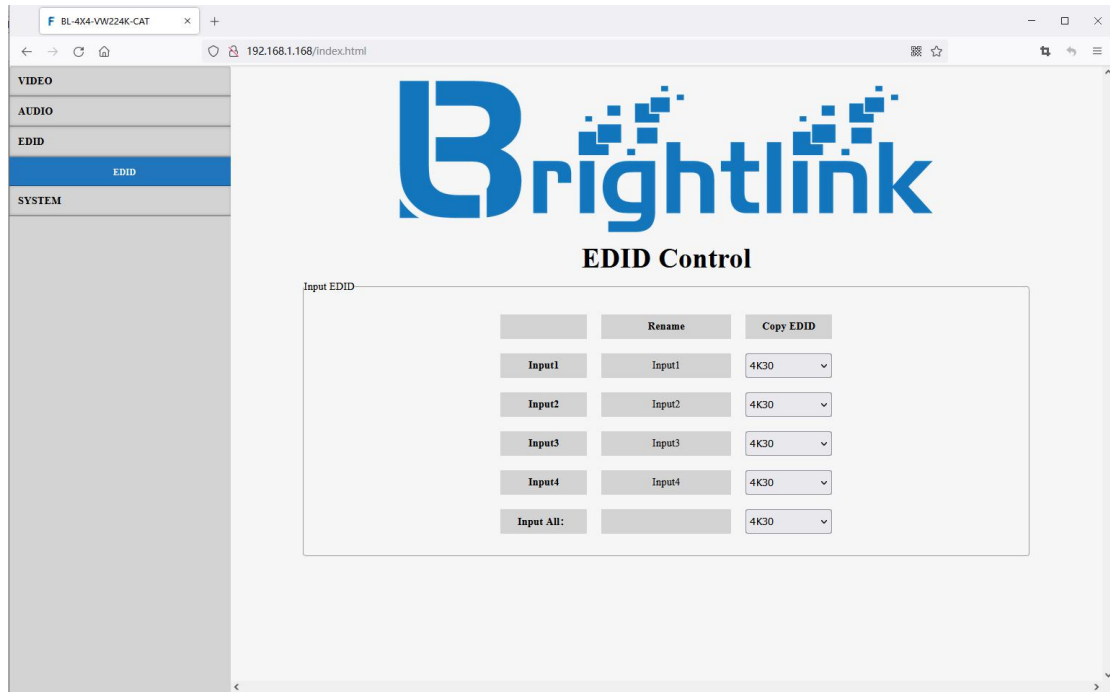 F BL-4X4-VW224K-CAT
192.168.1.168/index.html
VIDEO
AUDIO
EDID
EDID
SYSTEM
Brightlink
EDID Control
Input EDID
Rename Copy EDID
Input1 Input1 4K30
Input2 Input2 4K30
Input3 Input3 4K30
Input4 Input4 4K30
Input All: 4K30